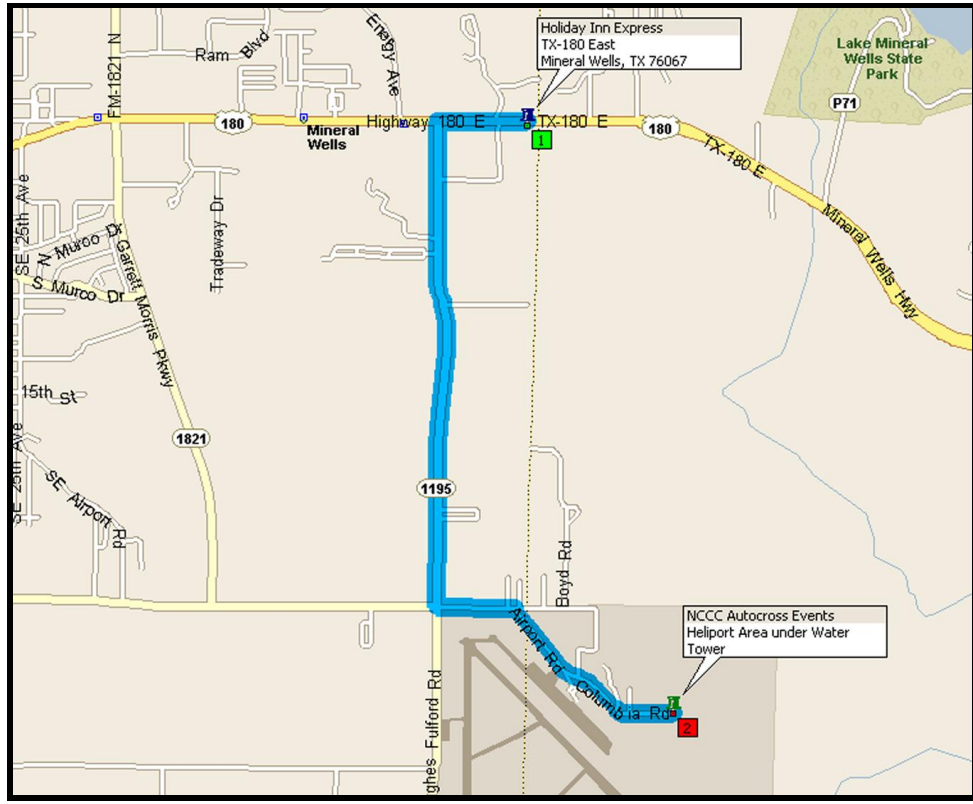 Holiday Inn Express
TX-180 East
Mineral Wells, TX 76067
FM-1821 N
Ram Blvd
Energy Ave
Lake Mineral
Wells State
Park
P71
180
Mineral
Wells
Highway 180 E
TX-180 E
1
180
TX-180 E
Mineral Wells Hwy
SE 25th Ave
N Murco Dr
S Murco Dr
Garrett Morris Pkwy
Tradeway Dr
15th St
1821
SE 25th Ave
SE Airport Rd
1195
Boyd Rd
Airport Rd
Columbia Rd
NCCC Autocross Events
Heliport Area under Water
Tower
2
ghes Fulford Rd